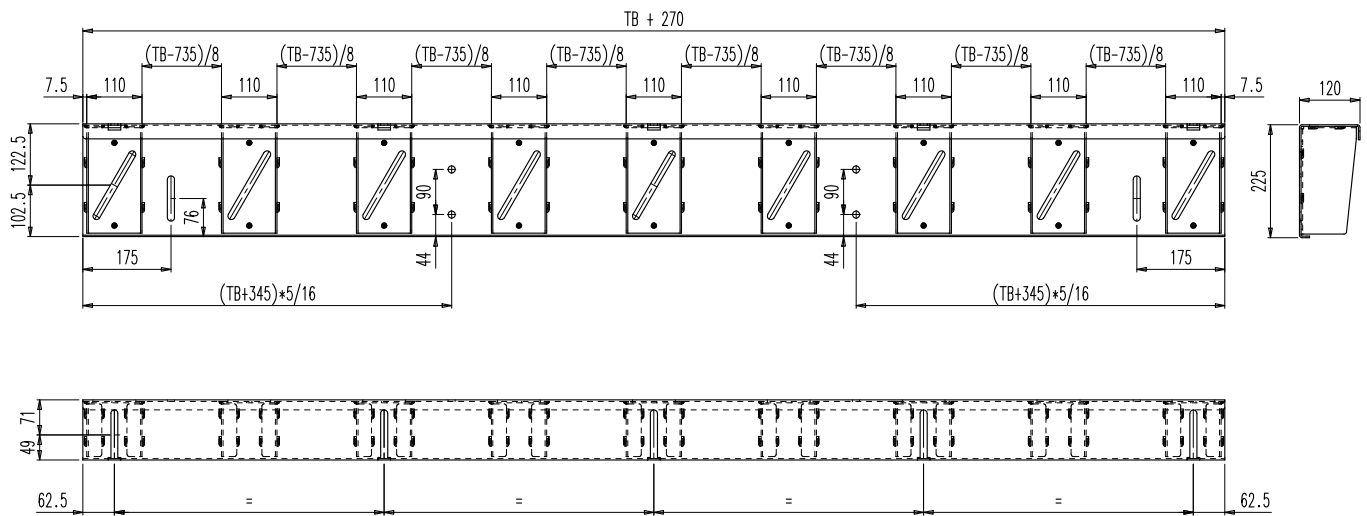 TB + 270
(TB-735)/8 (TB-735)/8 (TB-735)/8 (TB-735)/8 (TB-735)/8 (TB-735)/8 (TB-735)/8 (TB-735)/8
7.5 110 110 110 110 110 110 110 110 110 7.5 120
122.5
102.5
76
90
44
90
44
225
175 175
(TB+345)*5/16 (TB+345)*5/16
71
49
62.5 = = = = 62.5